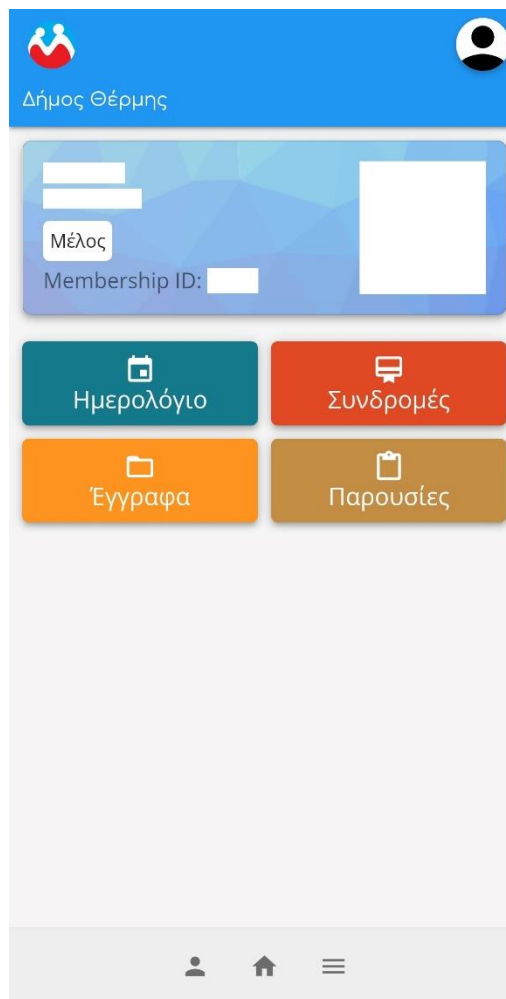 Δήμος Θέρμης
Μέλος
Membership ID:
Ημερολόγιο
Συνδρομές
Έγγραφα
Παρουσίες